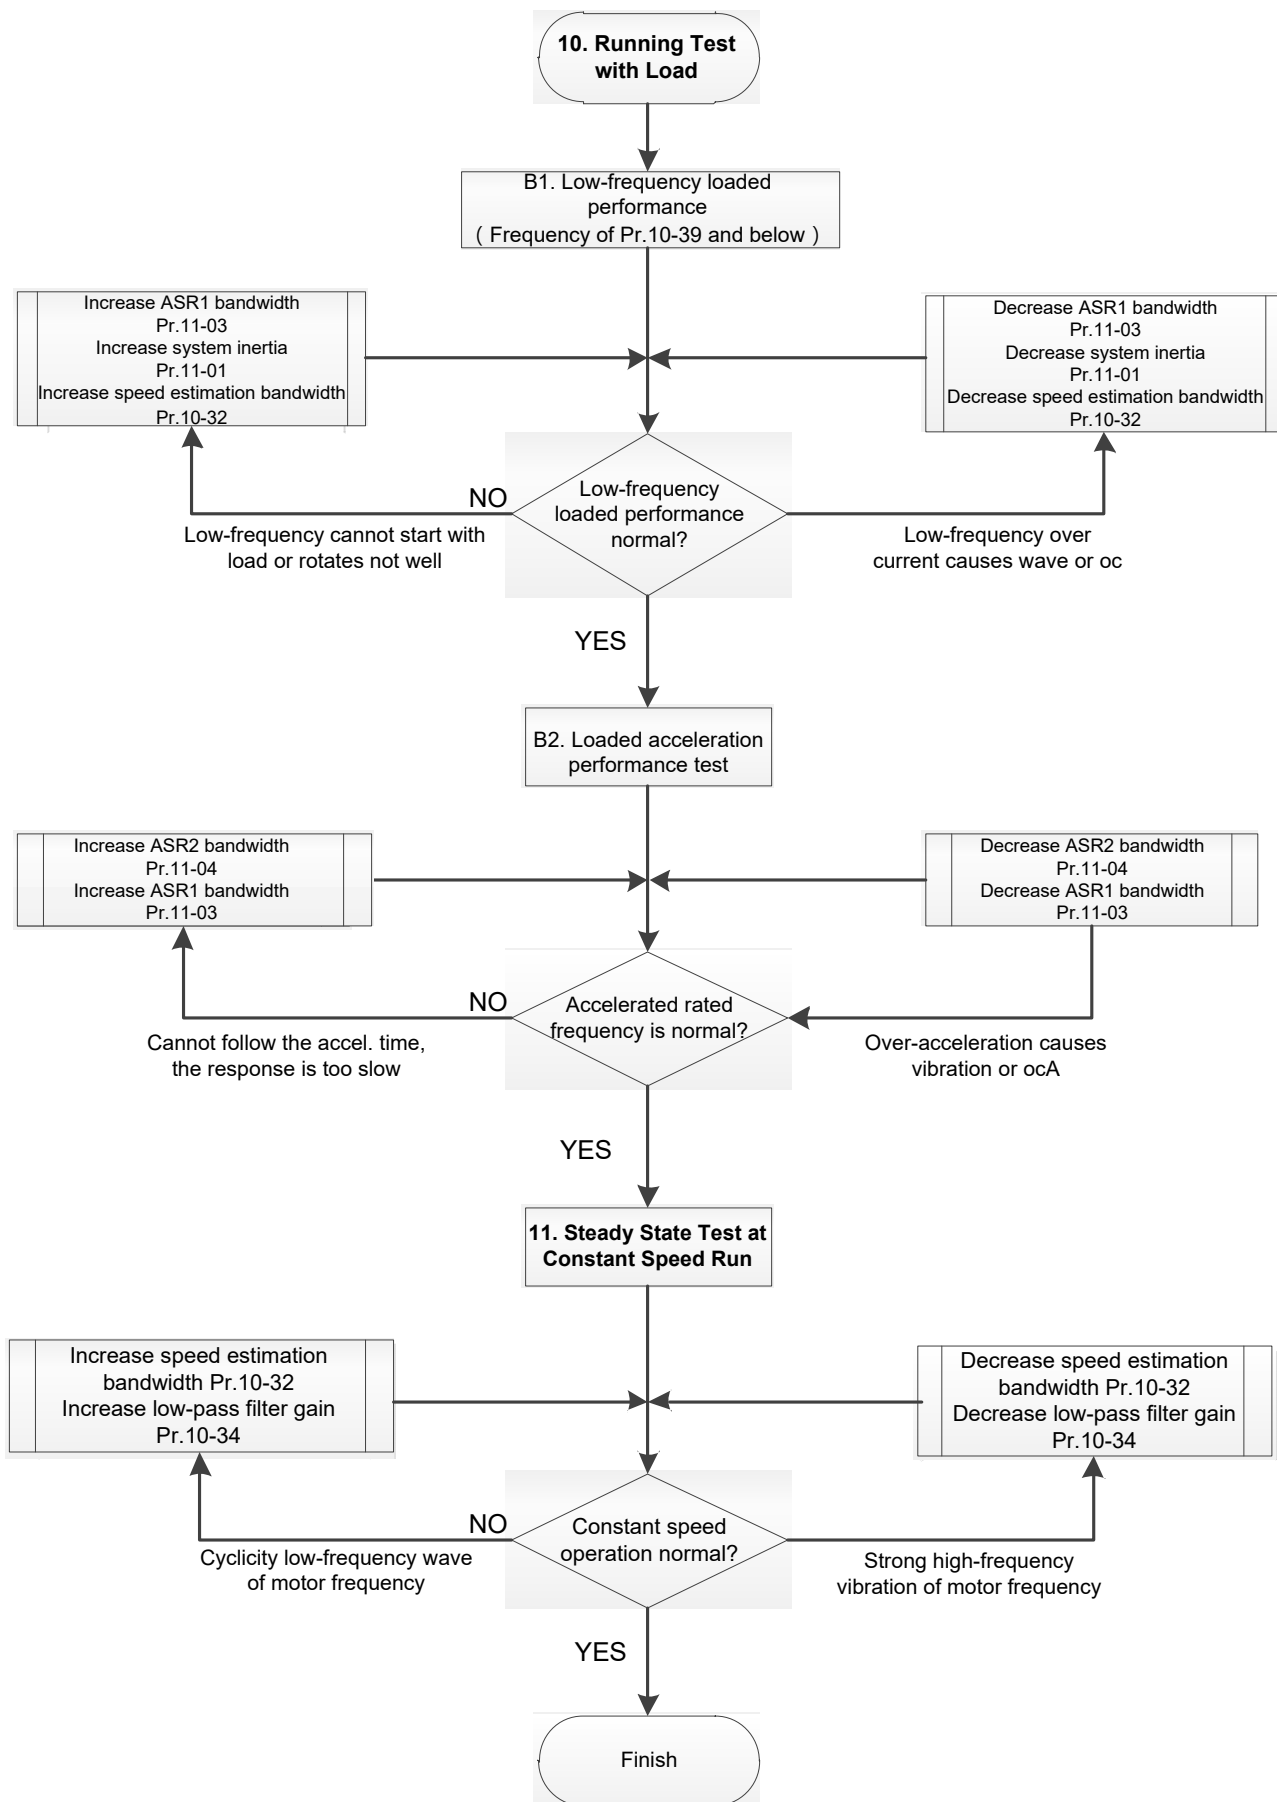 10. Running Test
with Load
B1. Low-frequency loaded
performance
( Frequency of Pr.10-39 and below )
Increase ASR1 bandwidth
Pr.11-03
Increase system inertia
Pr.11-01
Increase speed estimation bandwidth
Pr.10-32
Decrease ASR1 bandwidth
Pr.11-03
Decrease system inertia
Pr.11-01
Decrease speed estimation bandwidth
Pr.10-32
Low-frequency
loaded performance
normal?
NO
Low-frequency cannot start with
load or rotates not well
Low-frequency over
current causes wave or oc
YES
B2. Loaded acceleration
performance test
Increase ASR2 bandwidth
Pr.11-04
Increase ASR1 bandwidth
Pr.11-03
Decrease ASR2 bandwidth
Pr.11-04
Decrease ASR1 bandwidth
Pr.11-03
NO
Accelerated rated
frequency is normal?
Cannot follow the accel. time,
the response is too slow
Over-acceleration causes
vibration or ocA
YES
11. Steady State Test at
Constant Speed Run
Increase speed estimation
bandwidth Pr.10-32
Increase low-pass filter gain
Pr.10-34
Decrease speed estimation
bandwidth Pr.10-32
Decrease low-pass filter gain
Pr.10-34
NO
Constant speed
operation normal?
Cyclicity low-frequency wave
of motor frequency
Strong high-frequency
vibration of motor frequency
YES
Finish